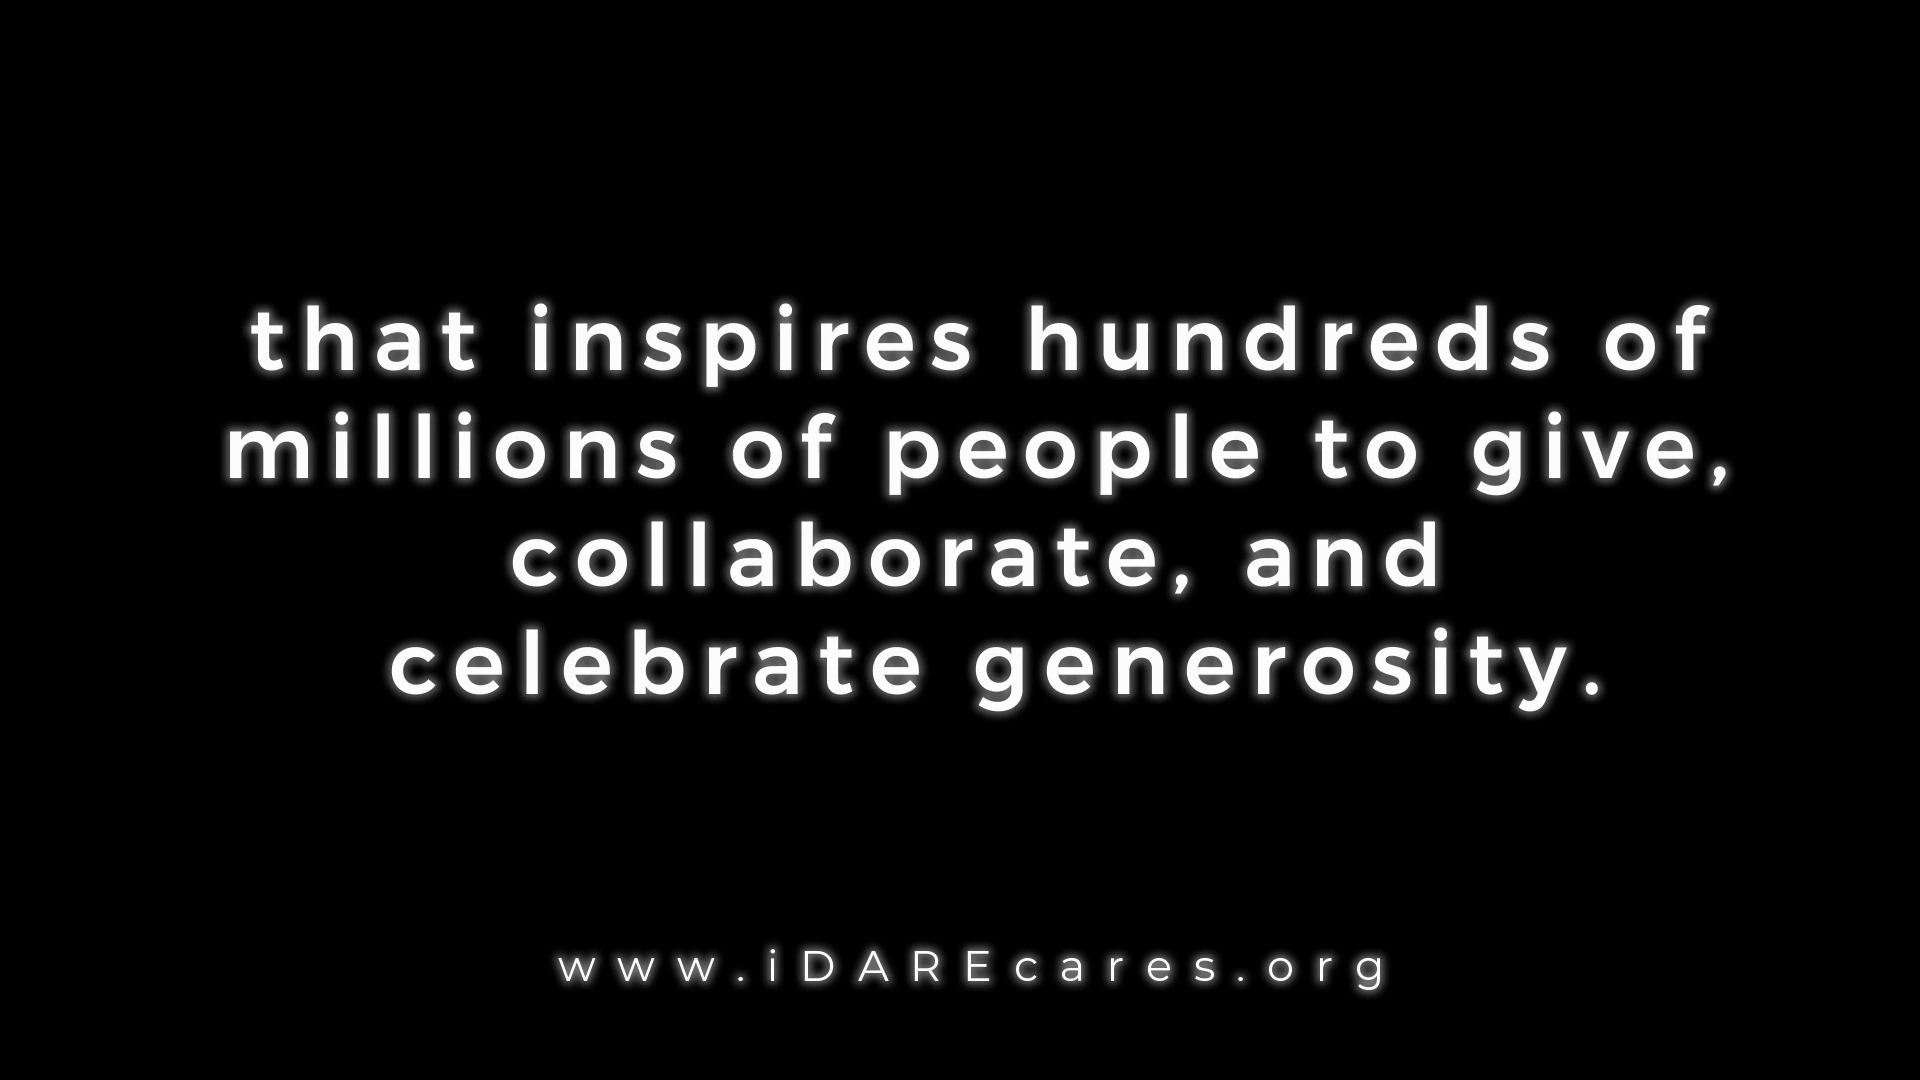 that inspires hundreds of
millions of people to give,
collaborate, and
celebrate generosity.
www.iDAREcares.org